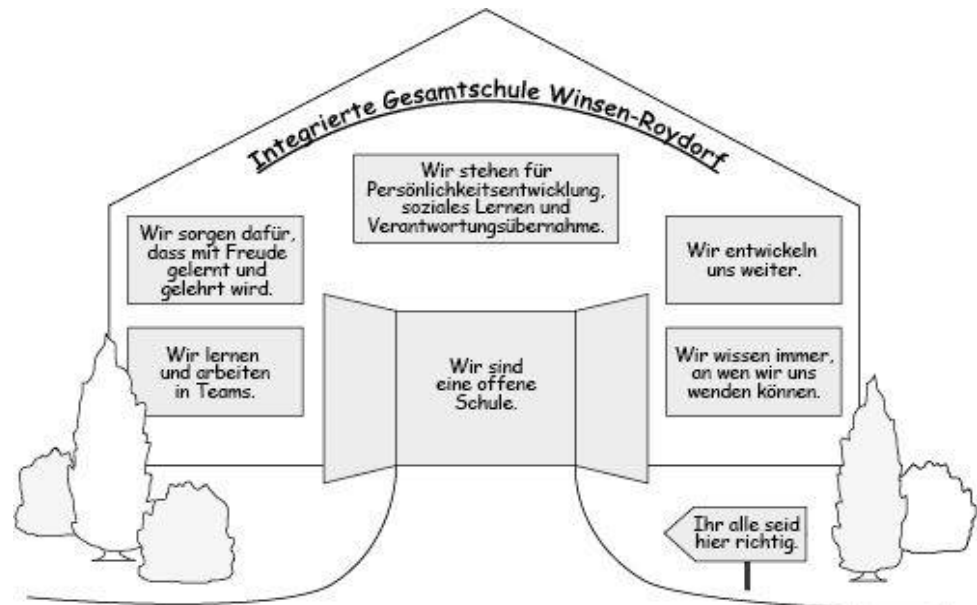 Integrierte Gesamtschule Winsen-Roydorf
Wir stehen für
Persönlichkeitsentwicklung,
soziales Lernen und
Verantwortungsübernahme.
Wir sorgen dafür,
dass mit Freude
gelernt und
gelehrt wird.
Wir entwickeln
uns weiter.
Wir lernen
und arbeiten
in Teams.
Wir sind
eine offene
Schule.
Wir wissen immer,
an wen wir uns
wenden können.
Ihr alle seid
hier richtig.